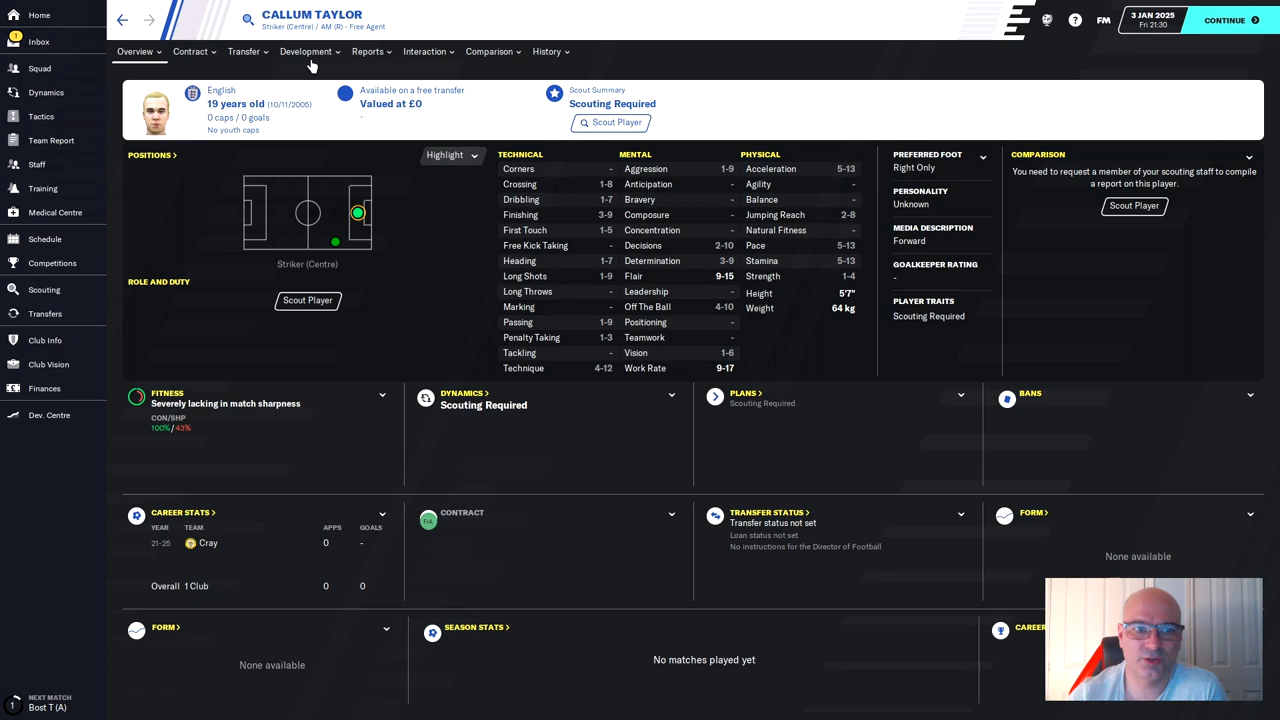 CALLUM TAYLOR
Striker (Centre) / AM (R) - Free Agent
FM
3 JAN 2025
Fri 21:30
CONTINUE
Home
1
Inbox
Squad
Dynamics
Tactics
Team Report
Staff
Training
Medical Centre
Schedule
Competitions
Scouting
Transfers
Club Info
Club Vision
Finances
Dev. Centre
1
NEXT MATCH
Bost T (A)
Overview
Contract
Transfer
Development
Reports
Interaction
Comparison
History
English
19 years old (10/11/2005)
0 caps / 0 goals
No youth caps
Available on a free transfer
Valued at £0
-
Scout Summary
Scouting Required
Scout Player
POSITIONS
Highlight
Striker (Centre)
ROLE AND DUTY
Scout Player
TECHNICAL
Corners -
Crossing 1-8
Dribbling 1-7
Finishing 3-9
First Touch 1-5
Free Kick Taking -
Heading 1-7
Long Shots 1-9
Long Throws -
Marking -
Passing 1-9
Penalty Taking 1-3
Tackling -
Technique 4-12
MENTAL
Aggression 1-9
Anticipation -
Bravery -
Composure -
Concentration -
Decisions 2-10
Determination 3-9
Flair 9-15
Leadership -
Off The Ball 4-10
Positioning -
Teamwork -
Vision 1-6
Work Rate 9-17
PHYSICAL
Acceleration 5-13
Agility -
Balance -
Jumping Reach 2-8
Natural Fitness -
Pace 5-13
Stamina 5-13
Strength 1-4
Height 5'7"
Weight 64 kg
PREFERRED FOOT
Right Only
PERSONALITY
Unknown
MEDIA DESCRIPTION
Forward
GOALKEEPER RATING
-
PLAYER TRAITS
Scouting Required
COMPARISON
You need to request a member of your scouting staff to compile
a report on this player.
Scout Player
FITNESS
Severely lacking in match sharpness
CON/SHP
100%/43%
DYNAMICS
Scouting Required
PLANS
Scouting Required
BANS
CAREER STATS
YEAR TEAM APPS GOALS
21-25 Cray 0 -
Overall 1 Club 0 0
FrA
CONTRACT
TRANSFER STATUS
Transfer status not set
Loan status not set
No instructions for the Director of Football
FORM
None available
FORM
None available
SEASON STATS
No matches played yet
CAREER